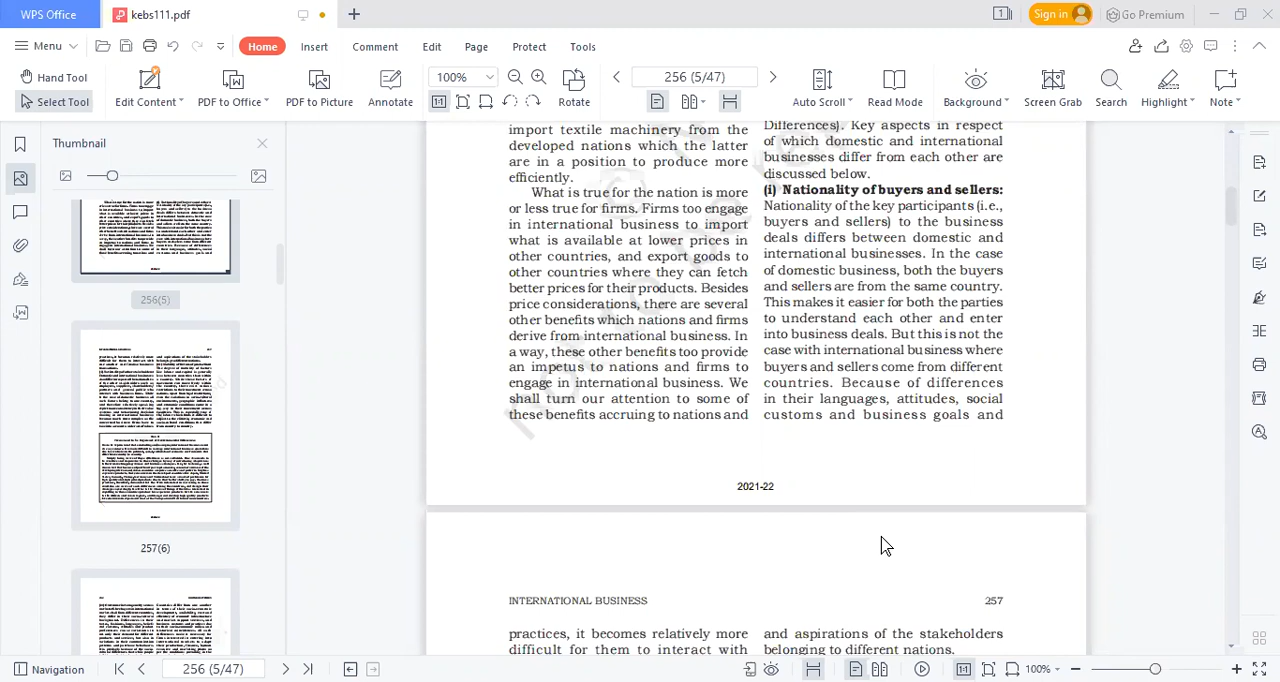 WPS Office
kebs111.pdf
Sign in
Go Premium
Menu
Home
Insert
Comment
Edit
Page
Protect
Tools
Hand Tool
Select Tool
Edit Content
PDF to Office
PDF to Picture
Annotate
100%
Rotate
256 (5/47)
Auto Scroll
Read Mode
Background
Screen Grab
Search
Highlight
Note
Thumbnail
256(5)
257(6)
import textile machinery from the
developed nations which the latter
are in a position to produce more
efficiently.
What is true for the nation is more
or less true for firms. Firms too engage
in international business to import
what is available at lower prices in
other countries, and export goods to
other countries where they can fetch
better prices for their products. Besides
price considerations, there are several
other benefits which nations and firms
derive from international business. In
a way, these other benefits too provide
an impetus to nations and firms to
engage in international business. We
shall turn our attention to some of
these benefits accruing to nations and
Differences). Key aspects in respect
of which domestic and international
businesses differ from each other are
discussed below.
(i) Nationality of buyers and sellers:
Nationality of the key participants (i.e.,
buyers and sellers) to the business
deals differs between domestic and
international businesses. In the case
of domestic business, both the buyers
and sellers are from the same country.
This makes it easier for both the parties
to understand each other and enter
into business deals. But this is not the
case with international business where
buyers and sellers come from different
countries. Because of differences
in their languages, attitudes, social
customs and business goals and
2021-22
INTERNATIONAL BUSINESS
257
practices, it becomes relatively more
difficult for them to interact with
and aspirations of the stakeholders
belonging to different nations.
Navigation
256 (5/47)
100%